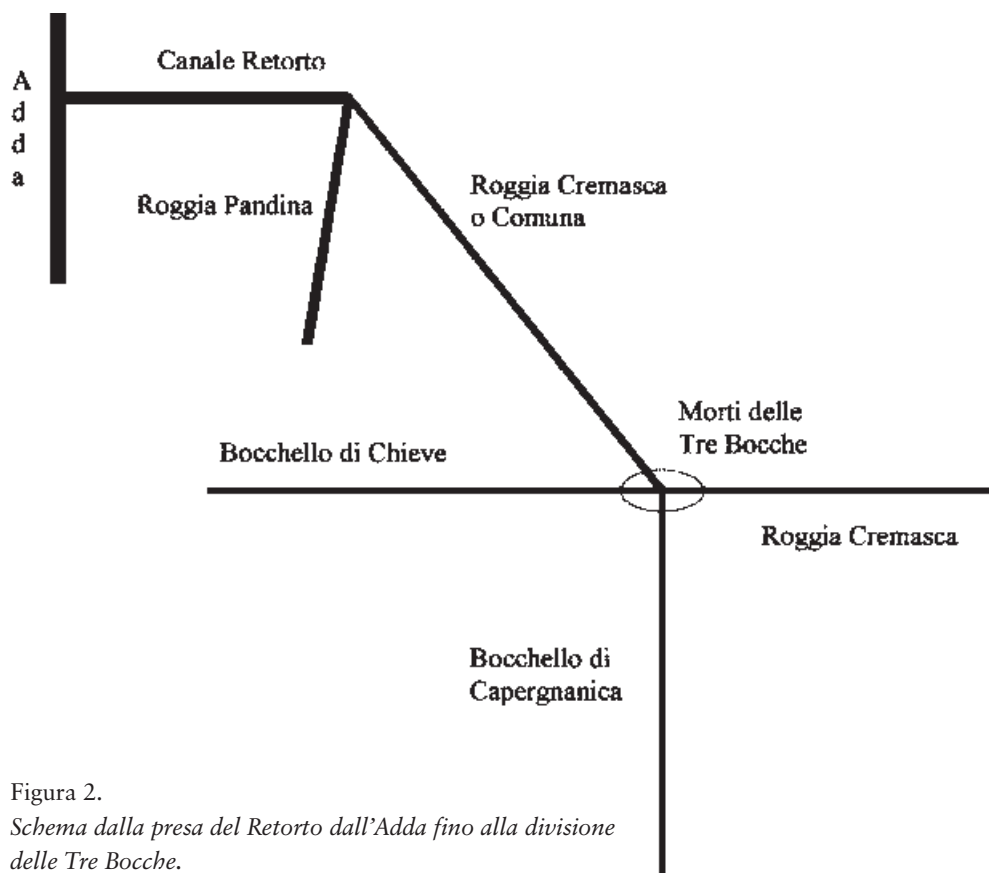 Canale Retorto
Adda
Roggia Pandina
Roggia Cremasca
o Comuna
Morti delle
Tre Bocche
Bocchello di Chieve
Roggia Cremasca
Bocchello di
Capergnanica
Figura 2.
Schema dalla presa del Retorto dall'Adda fino alla divisione
delle Tre Bocche.